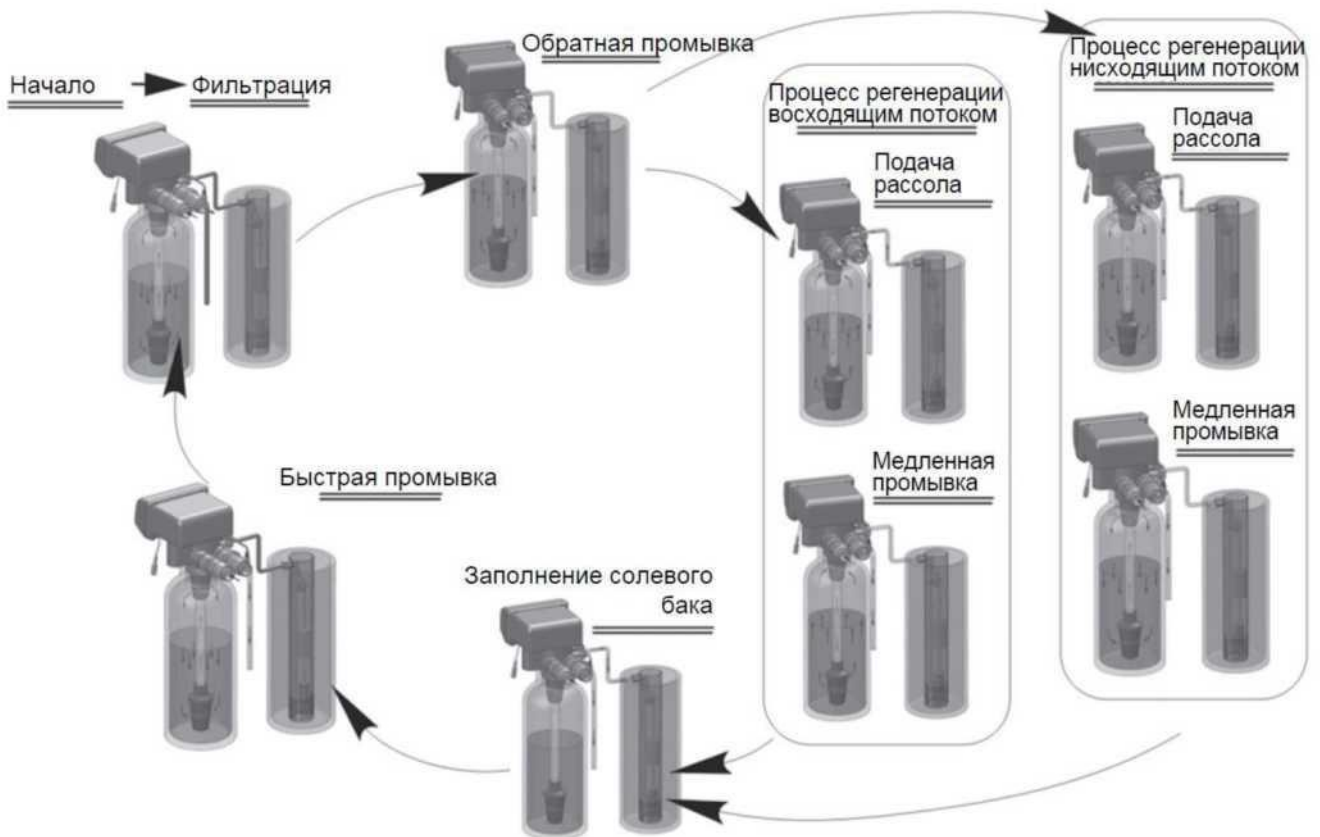 Начало
Фильтрация
Обратная промывка
Процесс регенерации
восходящим потоком
Подача
рассола
Медленная
промывка
Процесс регенерации
нисходящим потоком
Подача
рассола
Медленная
промывка
Заполнение солевого
бака
Быстрая промывка